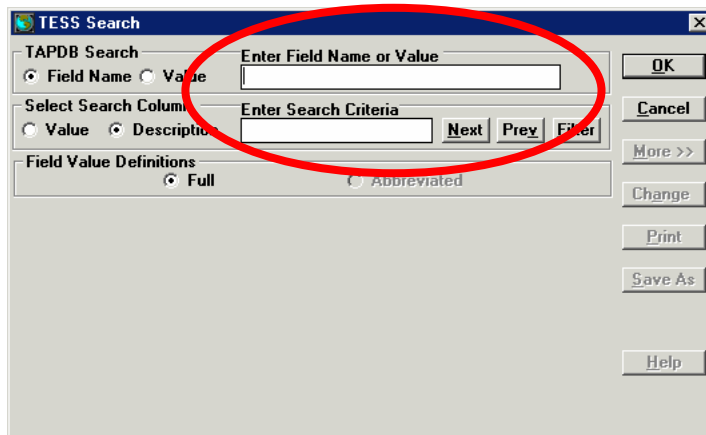 TESS Search
TAPDB Search
Field Name Value
Enter Field Name or Value
OK
Select Search Column
Value Description
Enter Search Criteria
Next Prev Filter
Cancel
More >>
Field Value Definitions
Full Abbreviated
Change
Print
Save As
Help